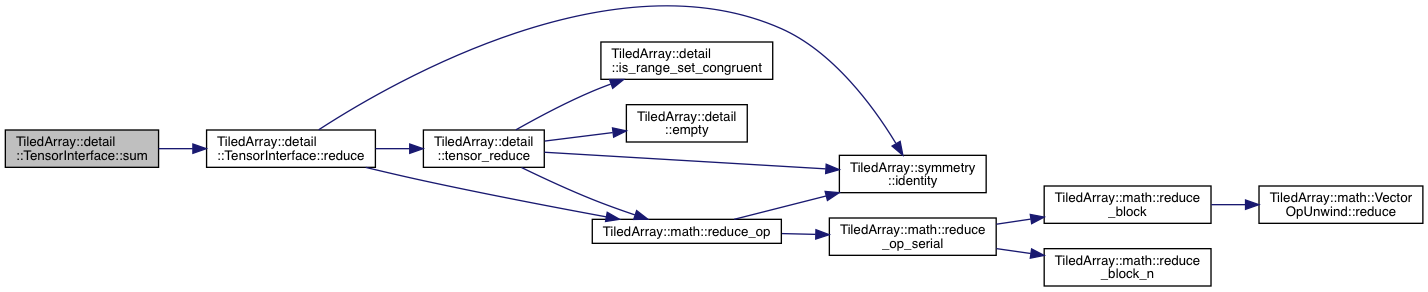 TiledArray::detail
::TensorInterface::sum
TiledArray::detail
::TensorInterface::reduce
TiledArray::detail
::tensor_reduce
TiledArray::detail
::is_range_set_congruent
TiledArray::detail
::empty
TiledArray::symmetry
::identity
TiledArray::math::reduce_op
TiledArray::math::reduce
_op_serial
TiledArray::math::reduce
_block
TiledArray::math::reduce
_block_n
TiledArray::math::Vector
OpUnwind::reduce